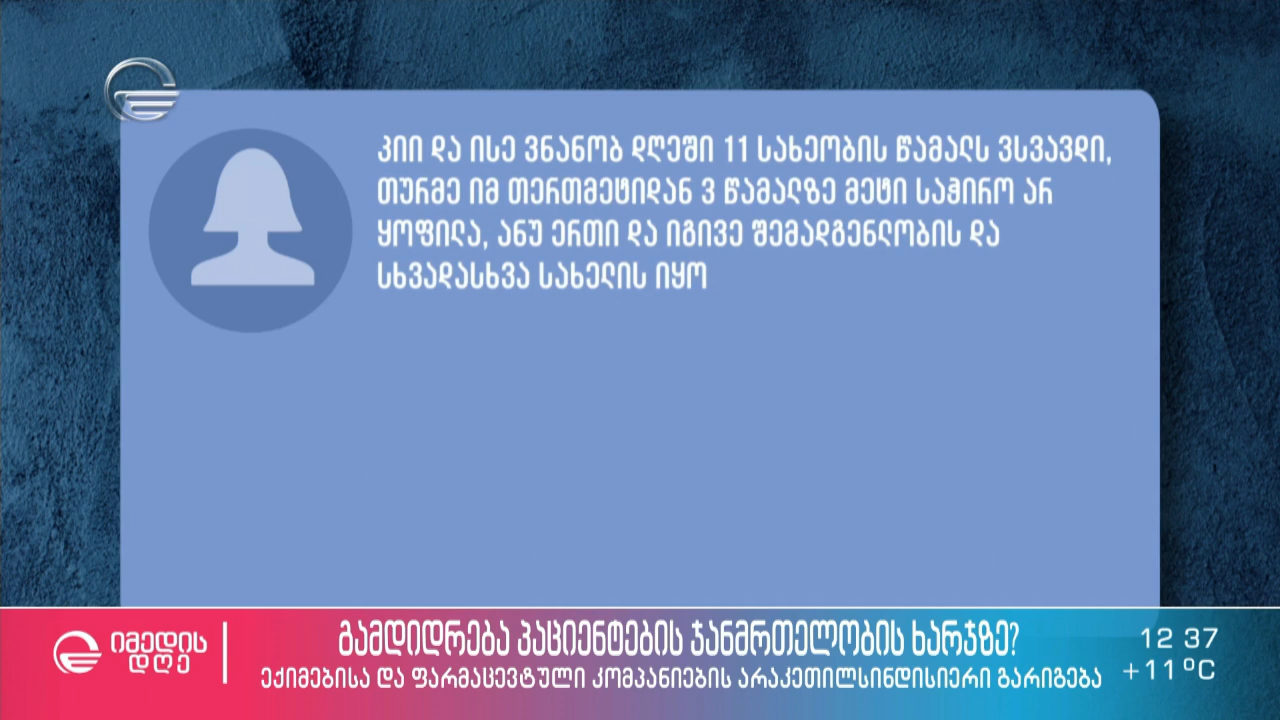 კიი და ისე ვნანობ დღეში 11 სახეობის წამალს ვსვავდი,
თურმე იმ თერთმეტიდან 3 წამალზე მეტი საჭირო არ
ყოფილა, ანუ ერთი და იგივე შემადგენლობის და
სხვადასხვა სახელის იყო
იმედის
დღე
გამდიდრება პაციენტების ჯანმრთელობის ხარჯზე?
ექიმებისა და ფარმაცევტული კომპანიების არაკეთილსინდისიერი გარიგება
12 37
+11ºC